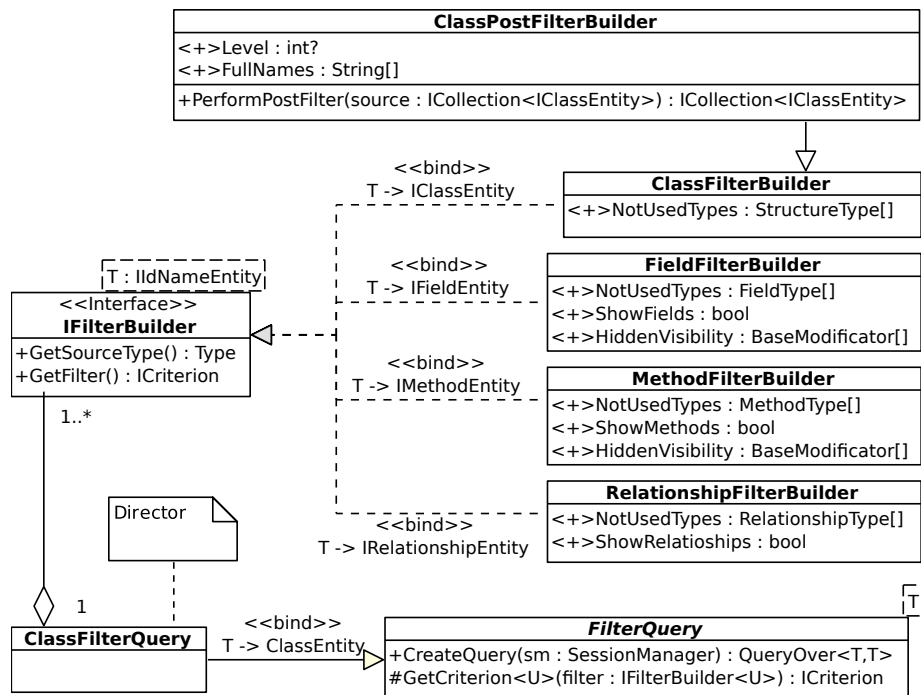 ClassPostFilterBuilder
<+>Level : int?
<+>FullNames : String[]
+PerformPostFilter(source : ICollection<IClassEntity>) : ICollection<IClassEntity>
<<bind>>
T -> IClassEntity
ClassFilterBuilder
<+>NotUsedTypes : StructureType[]
T : IIdNameEntity
<<Interface>>
IFilterBuilder
+GetSourceType() : Type
+GetFilter() : ICriterion
<<bind>>
T -> IFieldEntity
FieldFilterBuilder
<+>NotUsedTypes : FieldType[]
<+>ShowFields : bool
<+>HiddenVisibility : BaseModificator[]
<<bind>>
T -> IMethodEntity
MethodFilterBuilder
<+>NotUsedTypes : MethodType[]
<+>ShowMethods : bool
<+>HiddenVisibility : BaseModificator[]
1..*
RelationshipFilterBuilder
<+>NotUsedTypes : RelationshipType[]
<+>ShowRelatioships : bool
<<bind>>
T -> IRelationshipEntity
Director
1
ClassFilterQuery
<<bind>>
T -> ClassEntity
T
FilterQuery
+CreateQuery(sm : SessionManager) : QueryOver<T,T>
#GetCriterion<U>(filter : IFilterBuilder<U>) : ICriterion